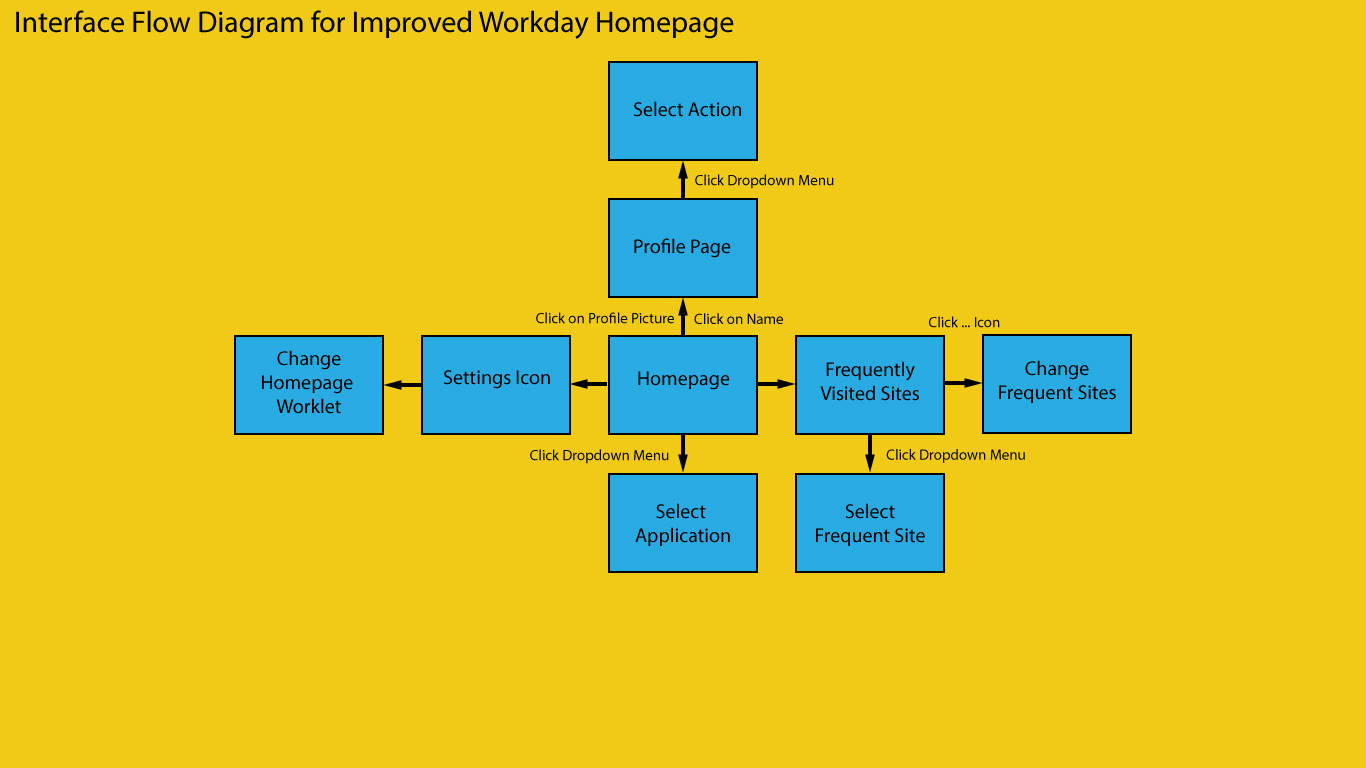 Interface Flow Diagram for Improved Workday Homepage
Select Action
Click Dropdown Menu
Profile Page
Click on Profile Picture
Click on Name
Click ... Icon
Change
Homepage
Worklet
Settings Icon
Homepage
Frequently
Visited Sites
Change
Frequent Sites
Click Dropdown Menu
Click Dropdown Menu
Select
Application
Select
Frequent Site